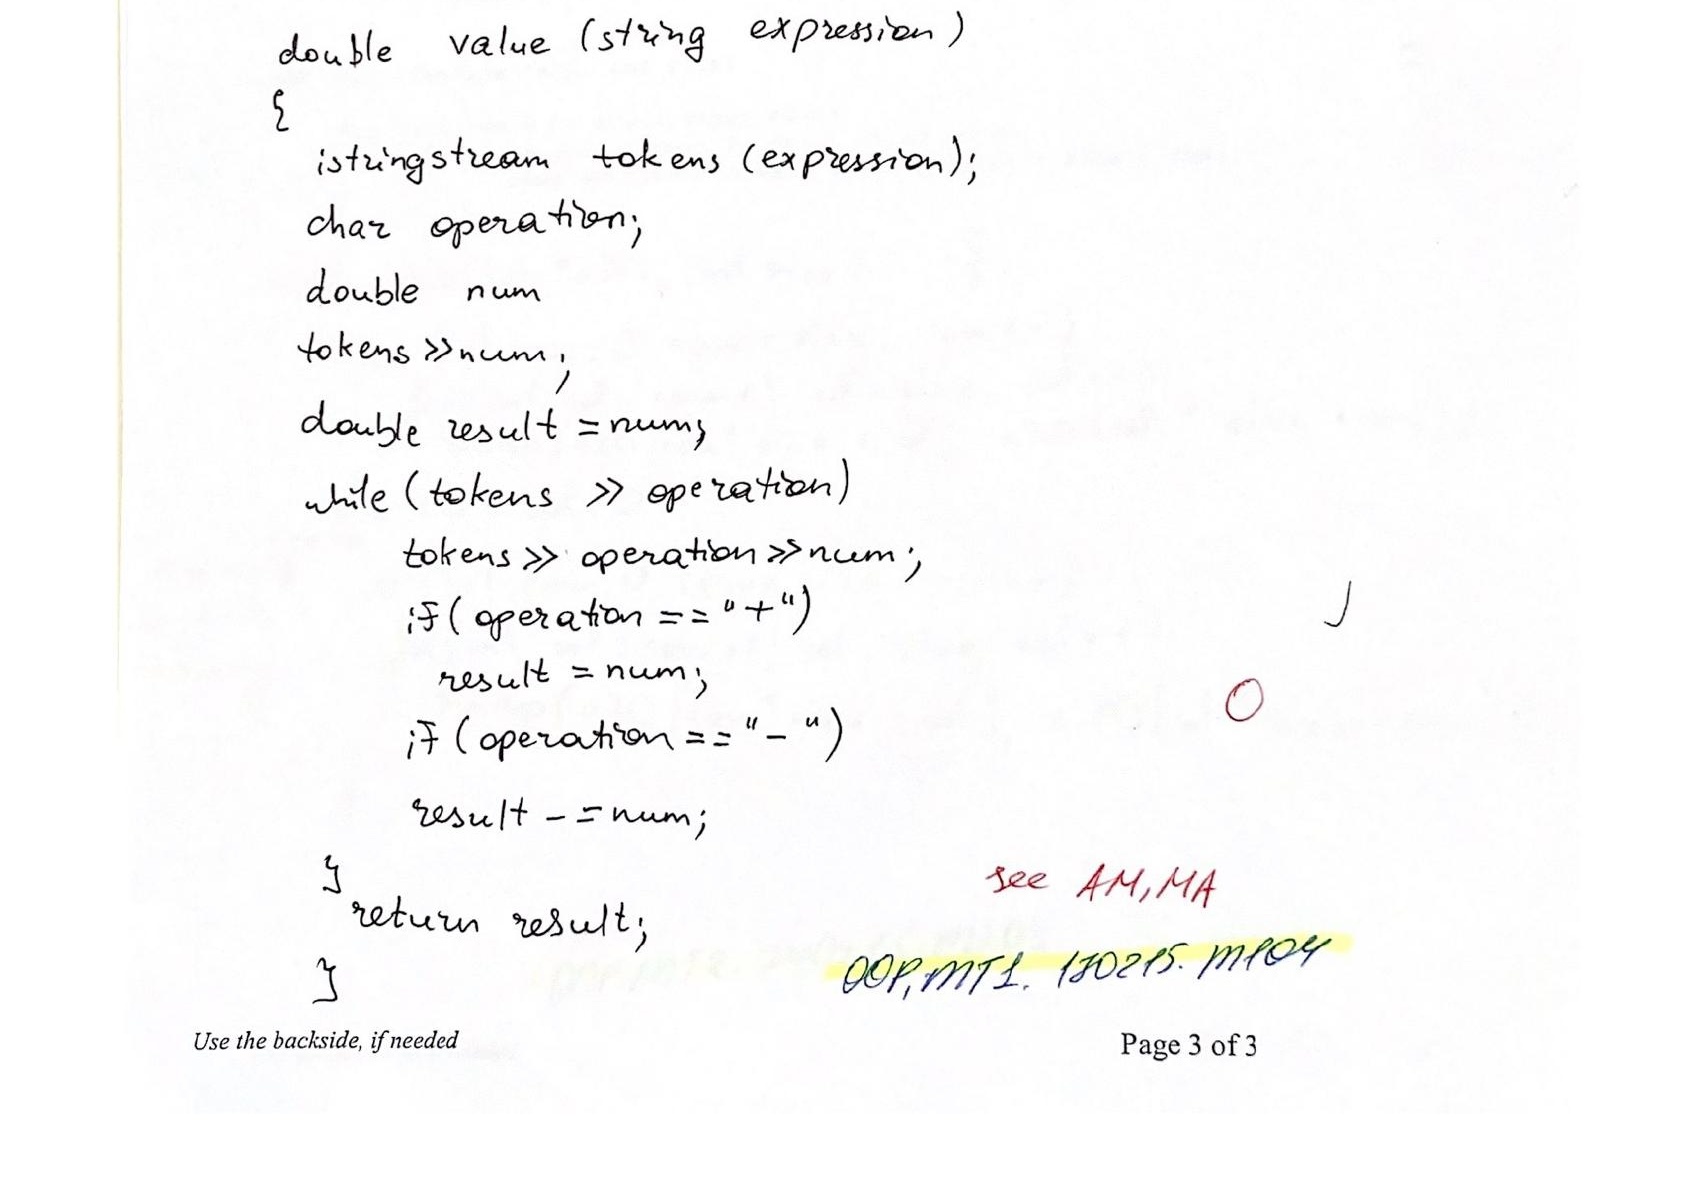 double value (string expression)
{
istringstream tokens (expression);
char operation;
double num
tokens >> num;
double result = num;
while (tokens >> operation)
tokens >> operation >> num;
if (operation == "+")
result = num;
if (operation == "-")
result -= num;
}
return result;
}
O
see AM, MA
OOP, MT1. 170215. MP04
Use the backside, if needed
Page 3 of 3